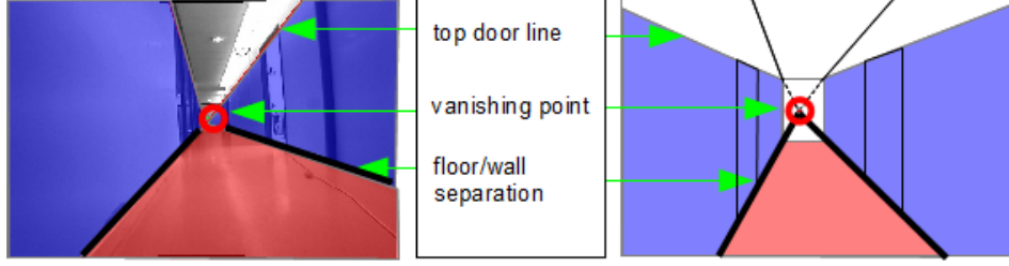 top door line
vanishing point
floor/wall
separation